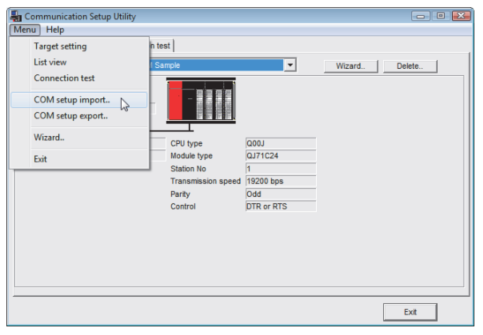 Communication Setup Utility
Menu Help
Target setting
List view
Connection test
COM setup import..
COM setup export..
Wizard..
Exit
n test
Sample
Wizard..
Delete..
CPU type Q00J
Module type QJ71C24
Station No 1
Transmission speed 19200 bps
Parity Odd
Control DTR or RTS
Exit